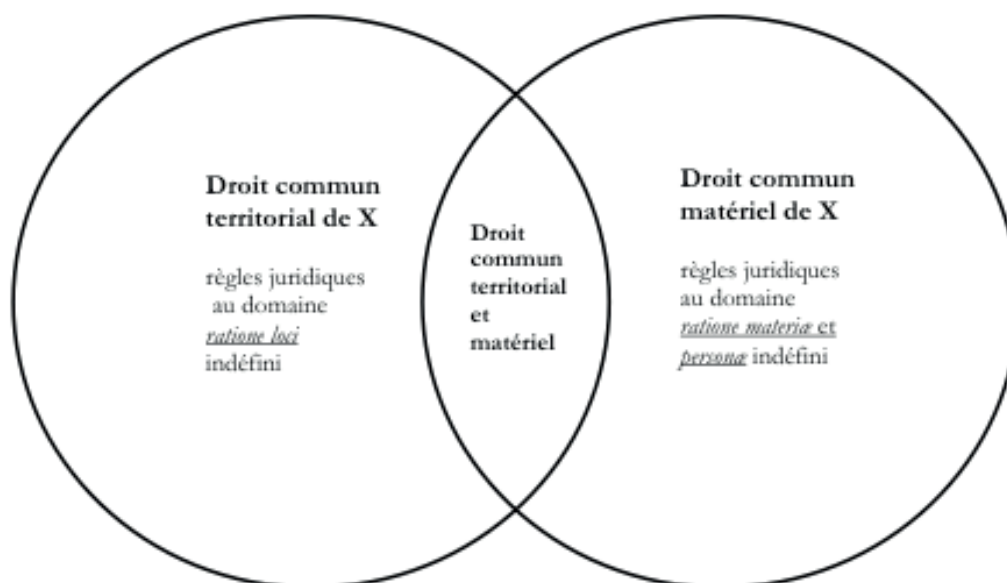 Droit commun
territorial de X
règles juridiques
au domaine
ratione loci
indéfini
Droit
commun
territorial
et
matériel
Droit commun
matériel de X
règles juridiques
au domaine
ratione materiæ et
personæ indéfini